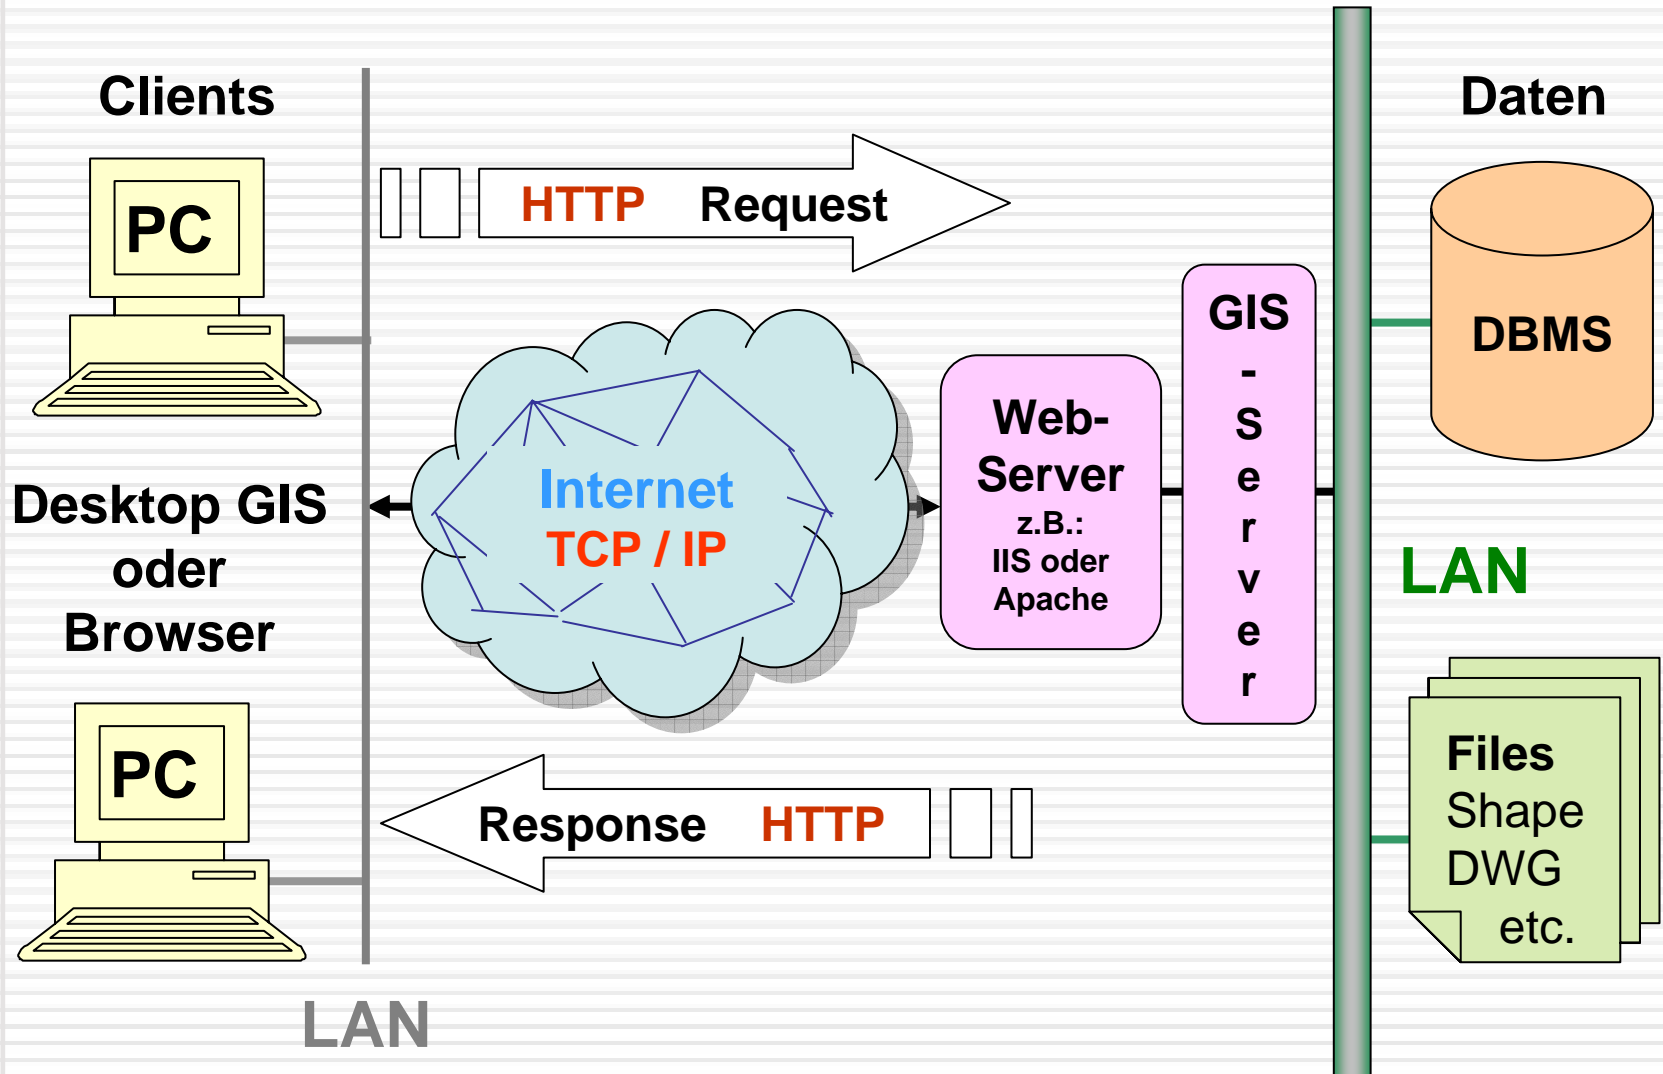 Clients
Daten
PC
HTTP Request
DBMS
GIS
-
S
e
r
v
e
r
Web-
Server
z.B.:
IIS oder
Apache
Internet
TCP / IP
Desktop GIS
oder
Browser
LAN
PC
Response HTTP
Files
Shape
DWG
etc.
LAN